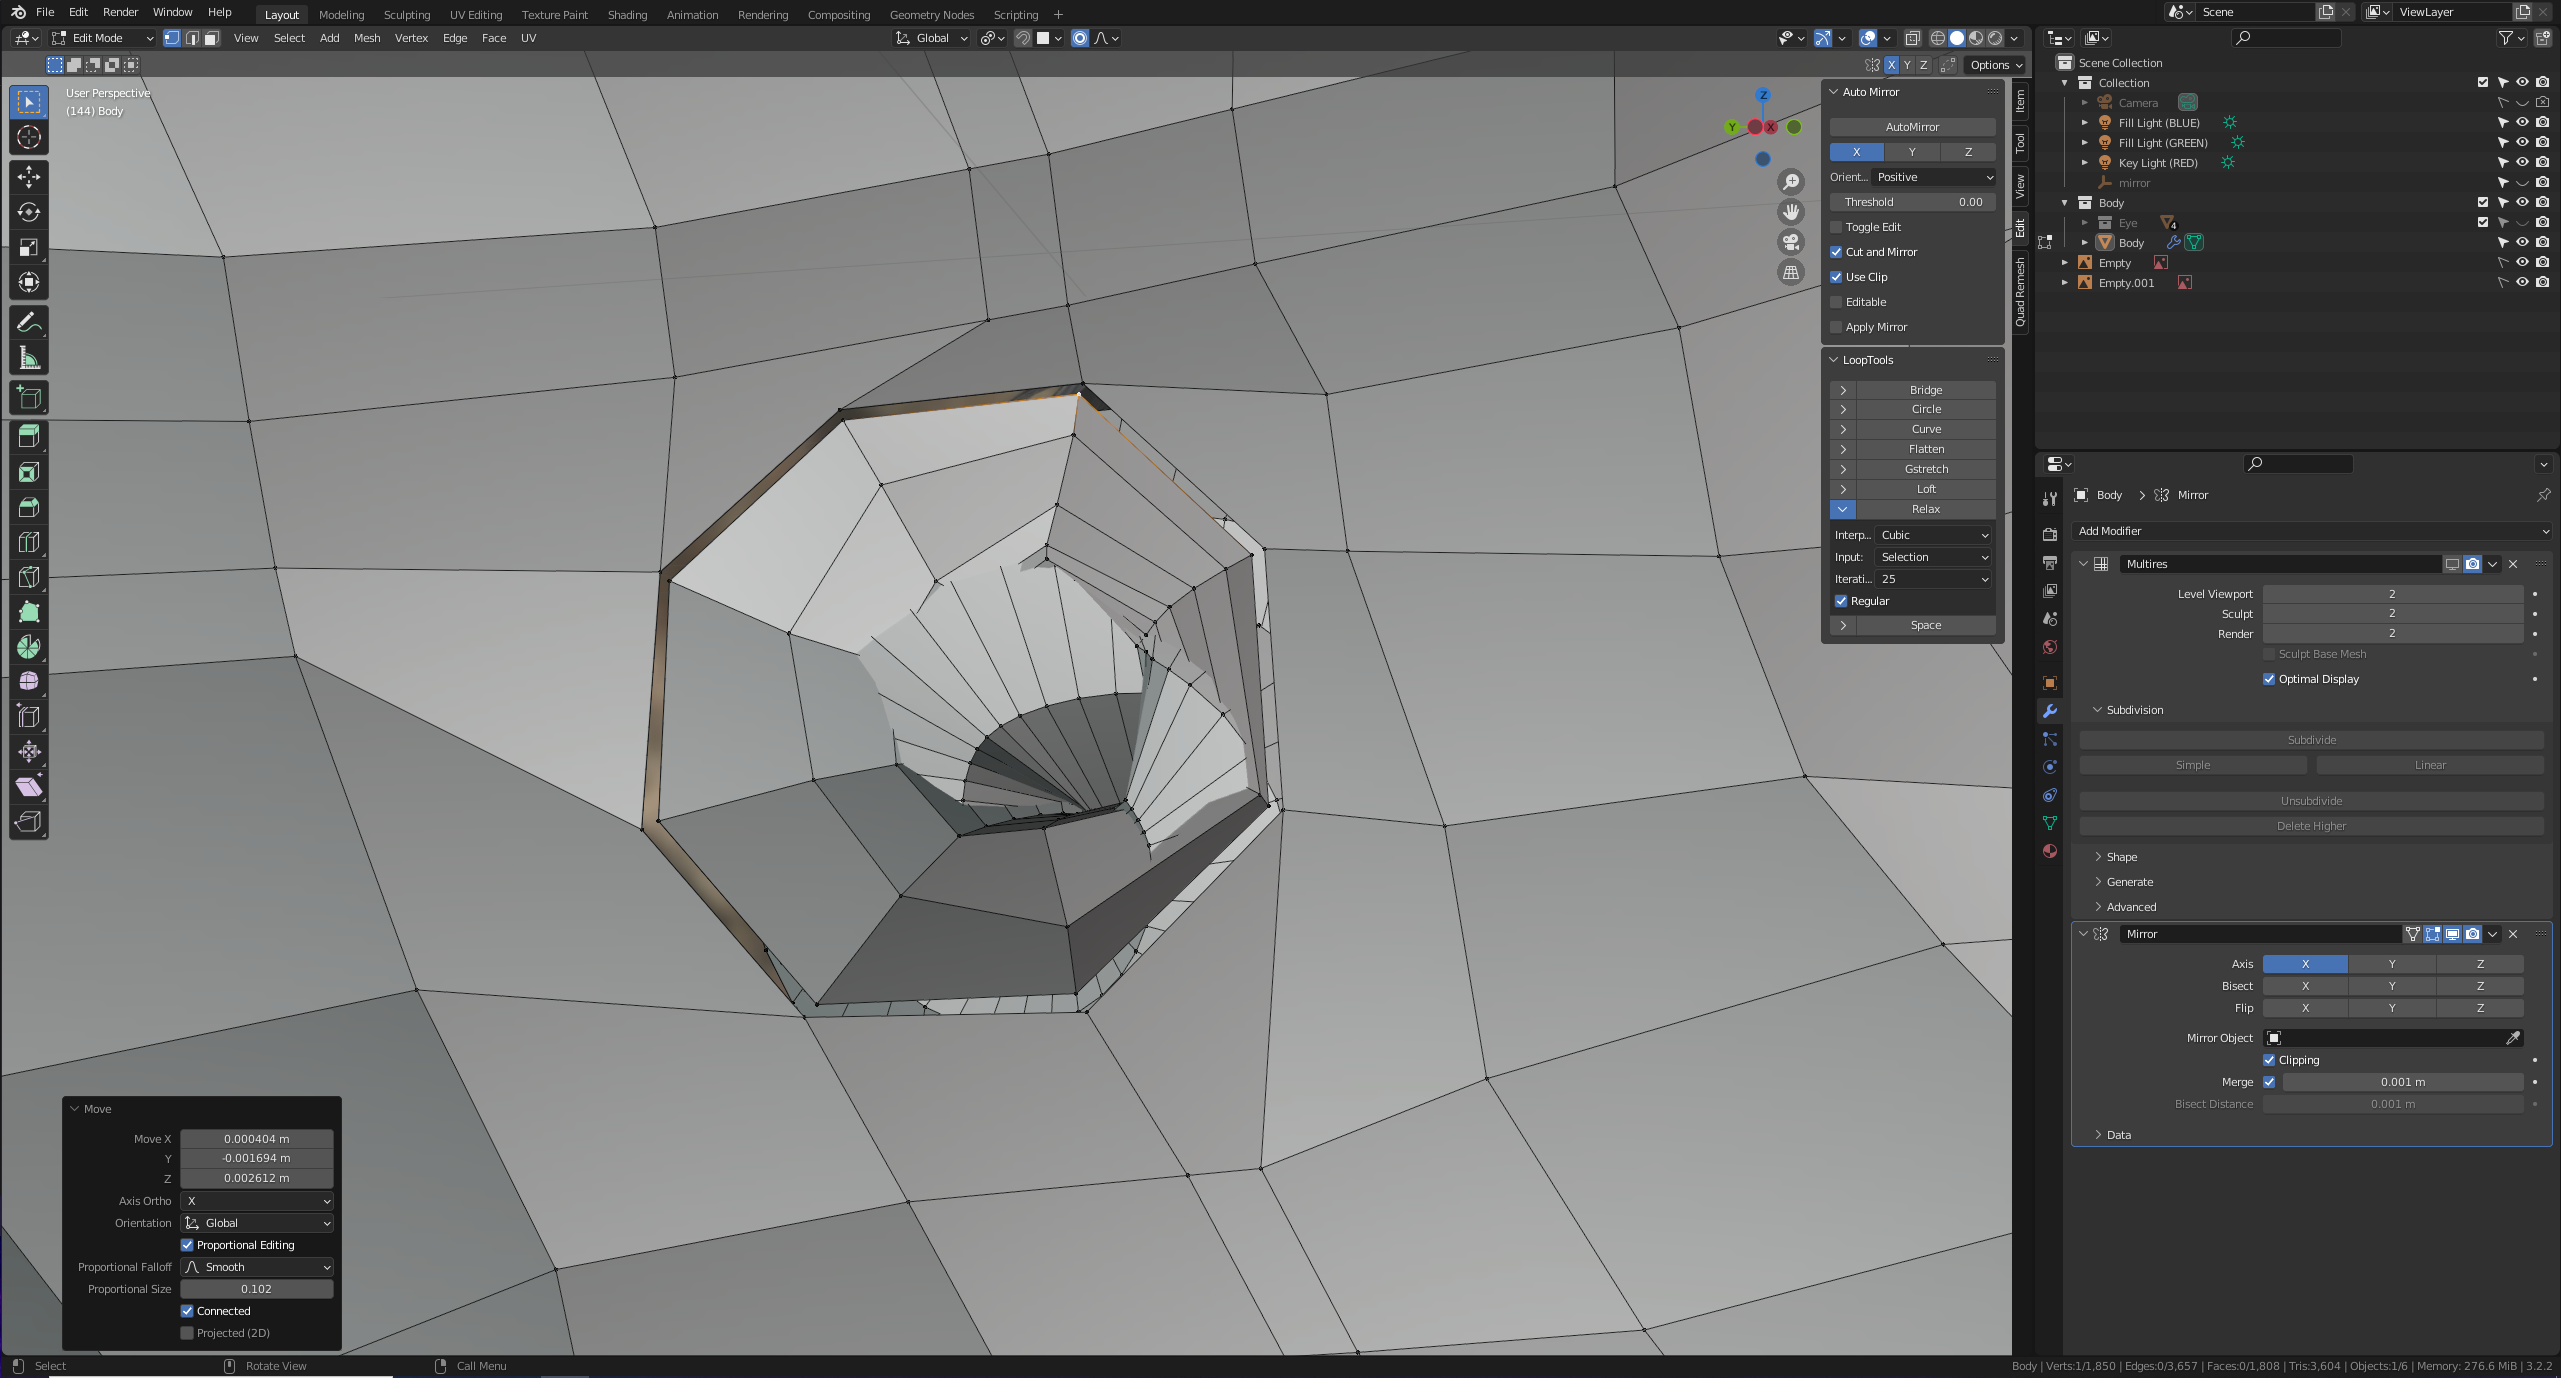 File Edit Render Window Help Layout Modeling Sculpting UV Editing Texture Paint Shading Animation Rendering Compositing Geometry Nodes Scripting + Scene ViewLayer
Edit Mode View Select Add Mesh Vertex Edge Face UV Global
X Y Z Options
User Perspective
(144) Body
Z
Y X
Auto Mirror
AutoMirror
X Y Z
Orient... Positive
Threshold 0.00
Toggle Edit
Cut and Mirror
Use Clip
Editable
Apply Mirror
LoopTools
Bridge
Circle
Curve
Flatten
Gstretch
Loft
Relax
Interp... Cubic
Input: Selection
Iterati... 25
Regular
Space
Item
Tool
View
Edit
Quad Remesh
Scene Collection
Collection
Camera
Fill Light (BLUE)
Fill Light (GREEN)
Key Light (RED)
mirror
Body
Eye 4
Body
Empty
Empty.001
Body > Mirror
Add Modifier
Multires
Level Viewport 2
Sculpt 2
Render 2
Sculpt Base Mesh
Optimal Display
Subdivision
Subdivide
Simple Linear
Unsubdivide
Delete Higher
Shape
Generate
Advanced
Mirror
Axis X Y Z
Bisect X Y Z
Flip X Y Z
Mirror Object
Clipping
Merge 0.001 m
Bisect Distance 0.001 m
Data
Move
Move X 0.000404 m
Y -0.001694 m
Z 0.002612 m
Axis Ortho X
Orientation Global
Proportional Editing
Proportional Falloff Smooth
Proportional Size 0.102
Connected
Projected (2D)
Select Rotate View Call Menu Body | Verts:1/1,850 | Edges:0/3,657 | Faces:0/1,808 | Tris:3,604 | Objects:1/6 | Memory: 276.6 MiB | 3.2.2